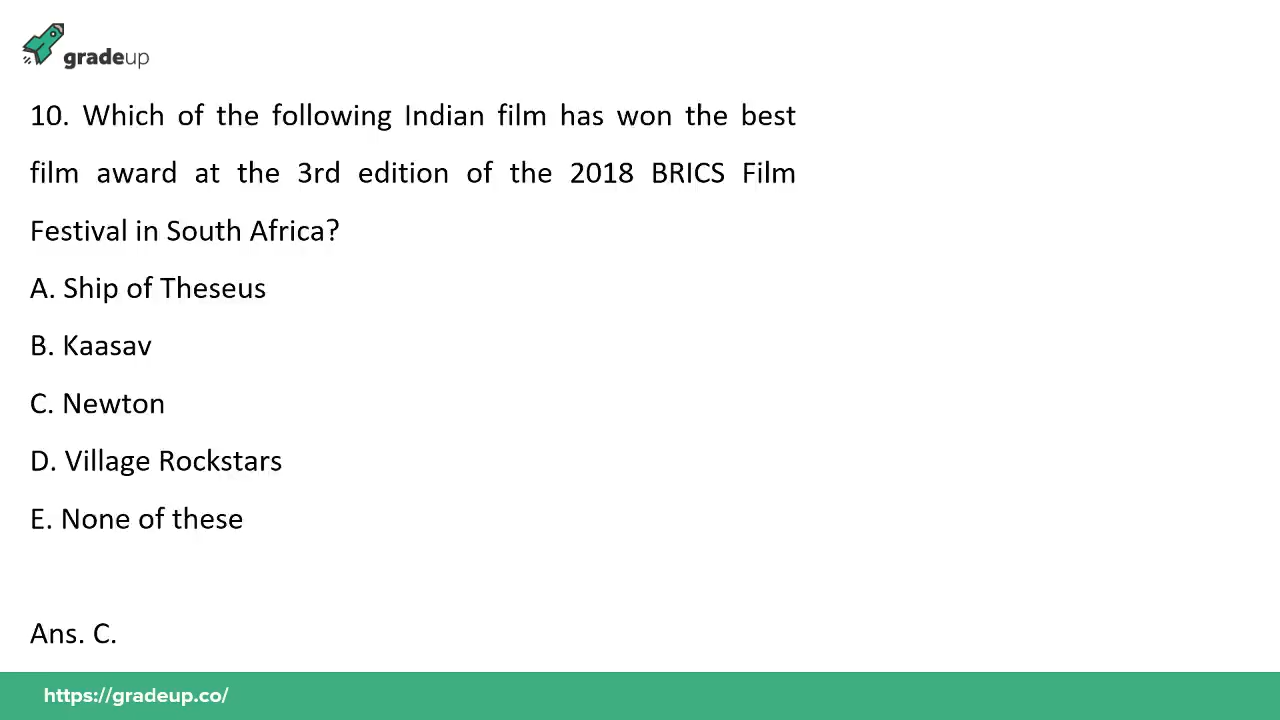 gradeup
10. Which of the following Indian film has won the best
film award at the 3rd edition of the 2018 BRICS Film
Festival in South Africa?
A. Ship of Theseus
B. Kaasav
C. Newton
D. Village Rockstars
E. None of these
Ans. C.
https://gradeup.co/